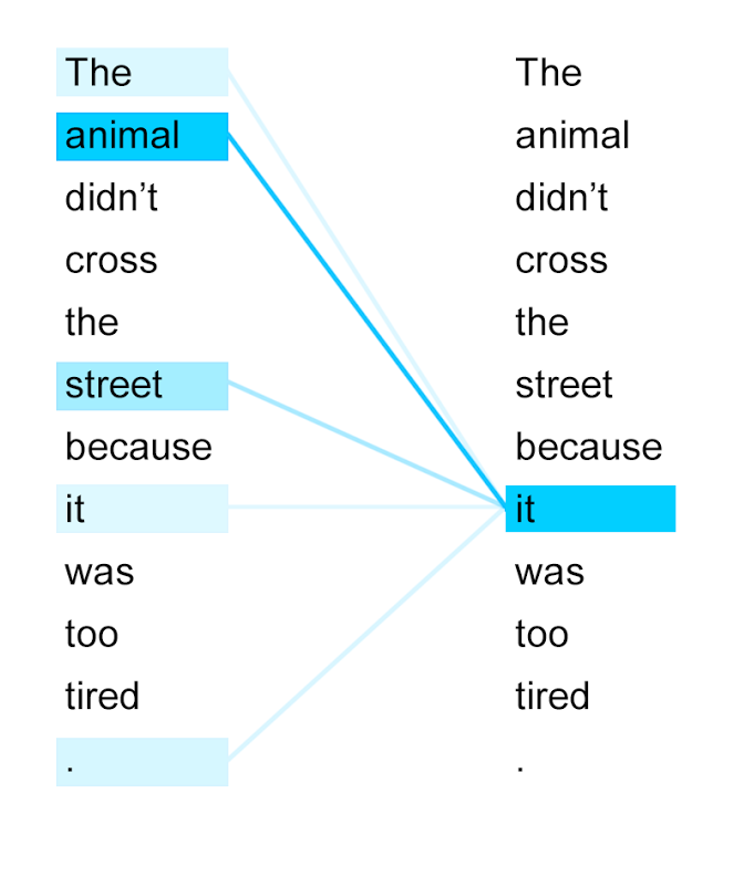 The
animal
didn’t
cross
the
street
because
it
was
too
tired
.
The
animal
didn’t
cross
the
street
because
it
was
too
tired
.